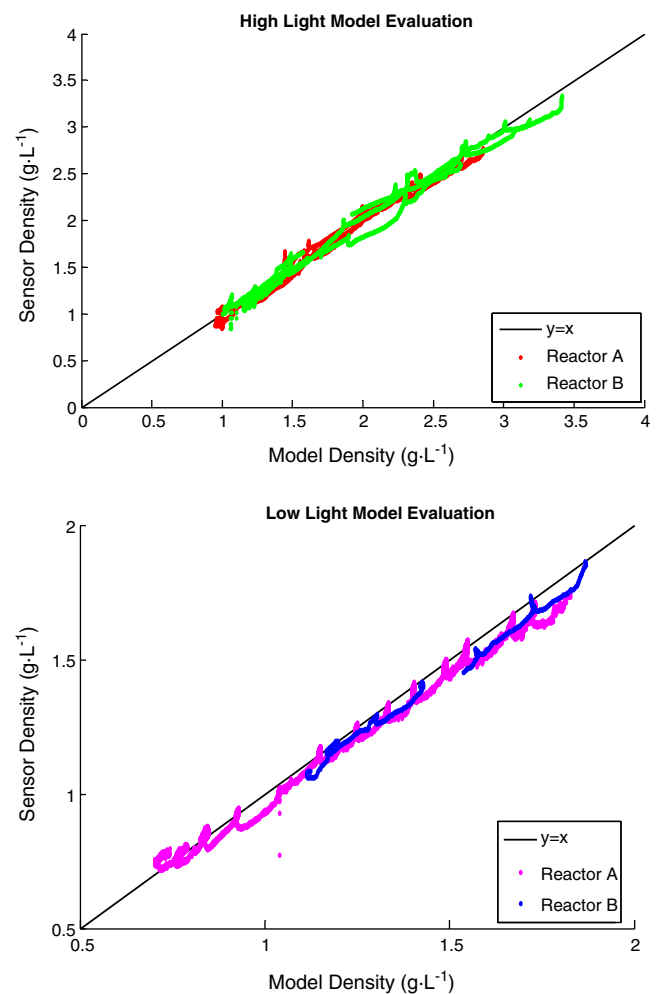 High Light Model Evaluation
4
3.5
3
2.5
2
1.5
1
0.5
0
Sensor Density (g·L⁻¹)
0 0.5 1 1.5 2 2.5 3 3.5 4
Model Density (g·L⁻¹)
y=x
Reactor A
Reactor B
Low Light Model Evaluation
2
1.5
1
0.5
Sensor Density (g·L⁻¹)
0.5 1 1.5 2
Model Density (g·L⁻¹)
y=x
Reactor A
Reactor B